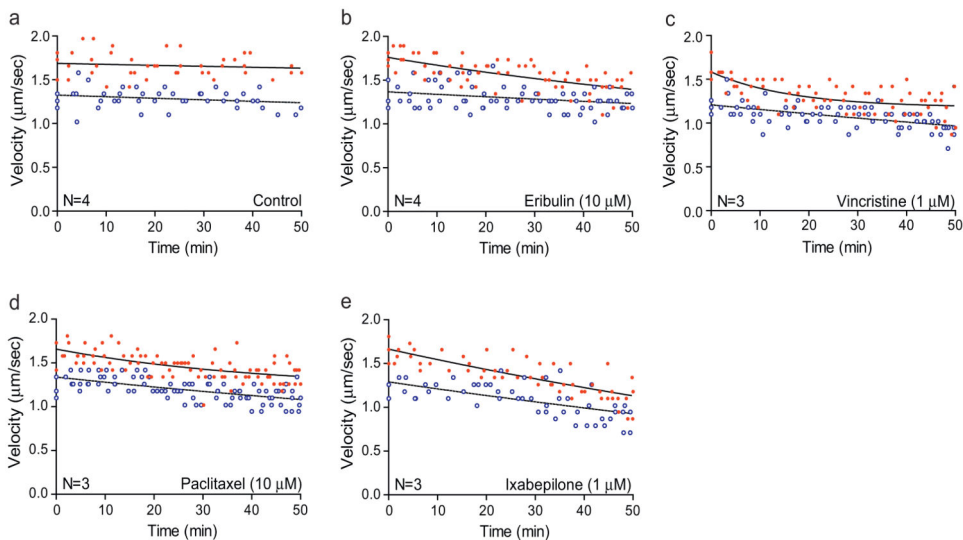 a
2.0
1.5
1.0
0.5
0.0
Velocity (µm/sec)
N=4
Control
0 10 20 30 40 50
Time (min)
b
2.0
1.5
1.0
0.5
0.0
Velocity (µm/sec)
N=4
Eribulin (10 µM)
0 10 20 30 40 50
Time (min)
c
2.0
1.5
1.0
0.5
0.0
Velocity (µm/sec)
N=3
Vincristine (1 µM)
0 10 20 30 40 50
Time (min)
d
2.0
1.5
1.0
0.5
0.0
Velocity (µm/sec)
N=3
Paclitaxel (10 µM)
0 10 20 30 40 50
Time (min)
e
2.0
1.5
1.0
0.5
0.0
Velocity (µm/sec)
N=3
Ixabepilone (1 µM)
0 10 20 30 40 50
Time (min)